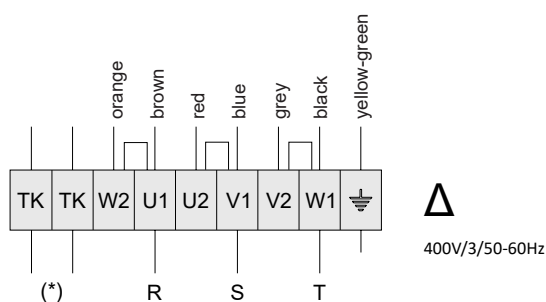 orange brown red blue grey black yellow-green
TK TK W2 U1 U2 V1 V2 W1
Δ
400V/3/50-60Hz
(*) R S T